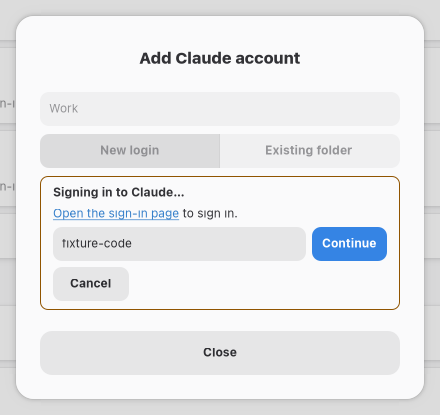 Add Claude account
Work
New login
Existing folder
Signing in to Claude...
Open the sign-in page to sign in.
fixture-code
Continue
Cancel
Close